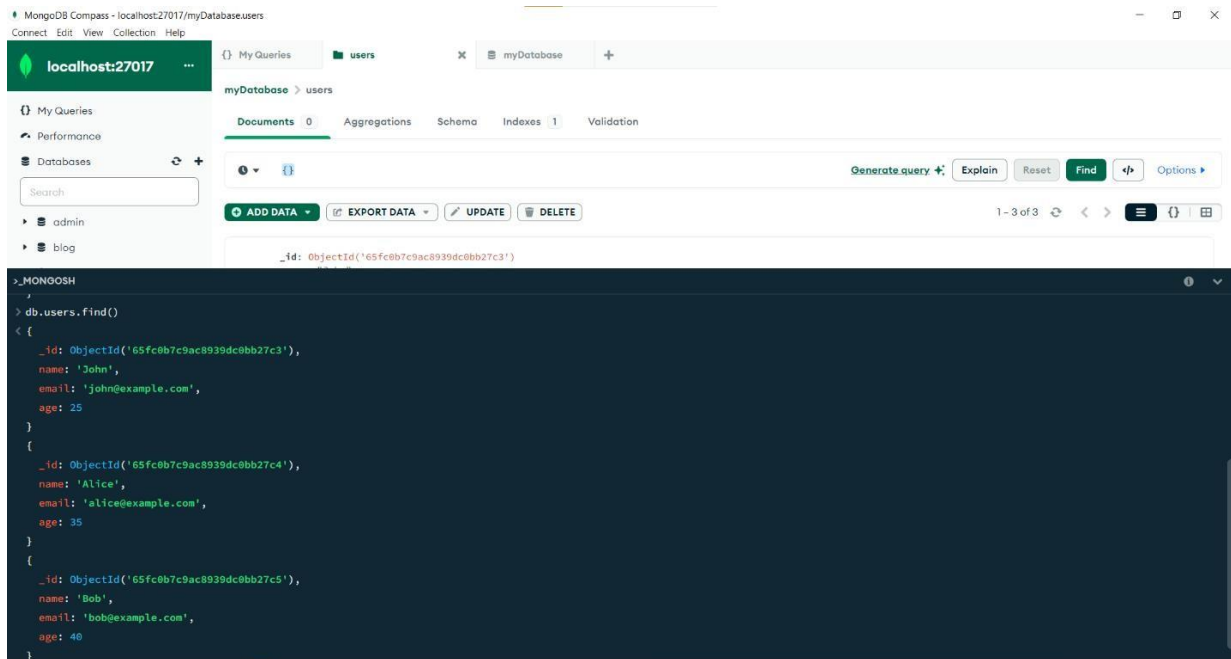 MongoDB Compass - localhost:27017/myDatabase.users
Connect Edit View Collection Help
localhost:27017 ...
{} My Queries
users
myDatabase
+
myDatabase > users
{} My Queries
Performance
Databases
Search
admin
blog
Documents 0 Aggregations Schema Indexes 1 Validation
{}
Generate query Explain Reset Find </> Options
ADD DATA EXPORT DATA UPDATE DELETE
1 - 3 of 3 < > {}
_id: ObjectId('65fc0b7c9ac8939dc0bb27c3')
>_MONGOSH
}
> db.users.find()
< {
_id: ObjectId('65fc0b7c9ac8939dc0bb27c3'),
name: 'John',
email: 'john@example.com',
age: 25
}
{
_id: ObjectId('65fc0b7c9ac8939dc0bb27c4'),
name: 'Alice',
email: 'alice@example.com',
age: 35
}
{
_id: ObjectId('65fc0b7c9ac8939dc0bb27c5'),
name: 'Bob',
email: 'bob@example.com',
age: 40
}